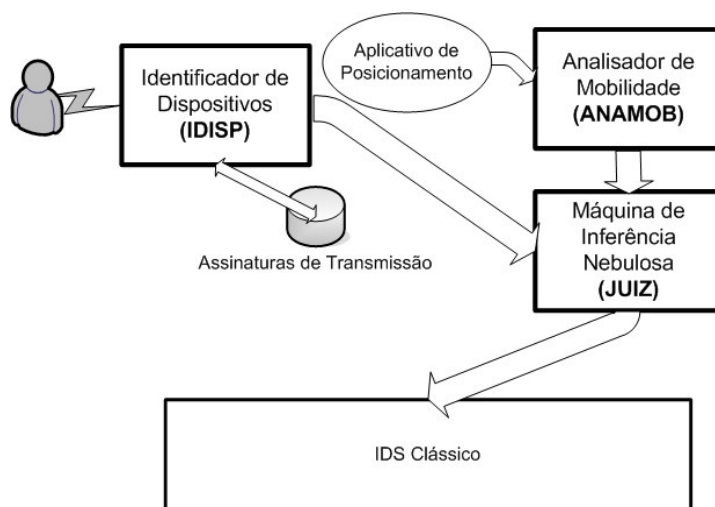 Identificador de
Dispositivos
(IDISP)
Aplicativo de
Posicionamento
Analisador de
Mobilidade
(ANAMOB)
Assinaturas de Transmissão
Máquina de
Inferência
Nebulosa
(JUIZ)
IDS Clássico